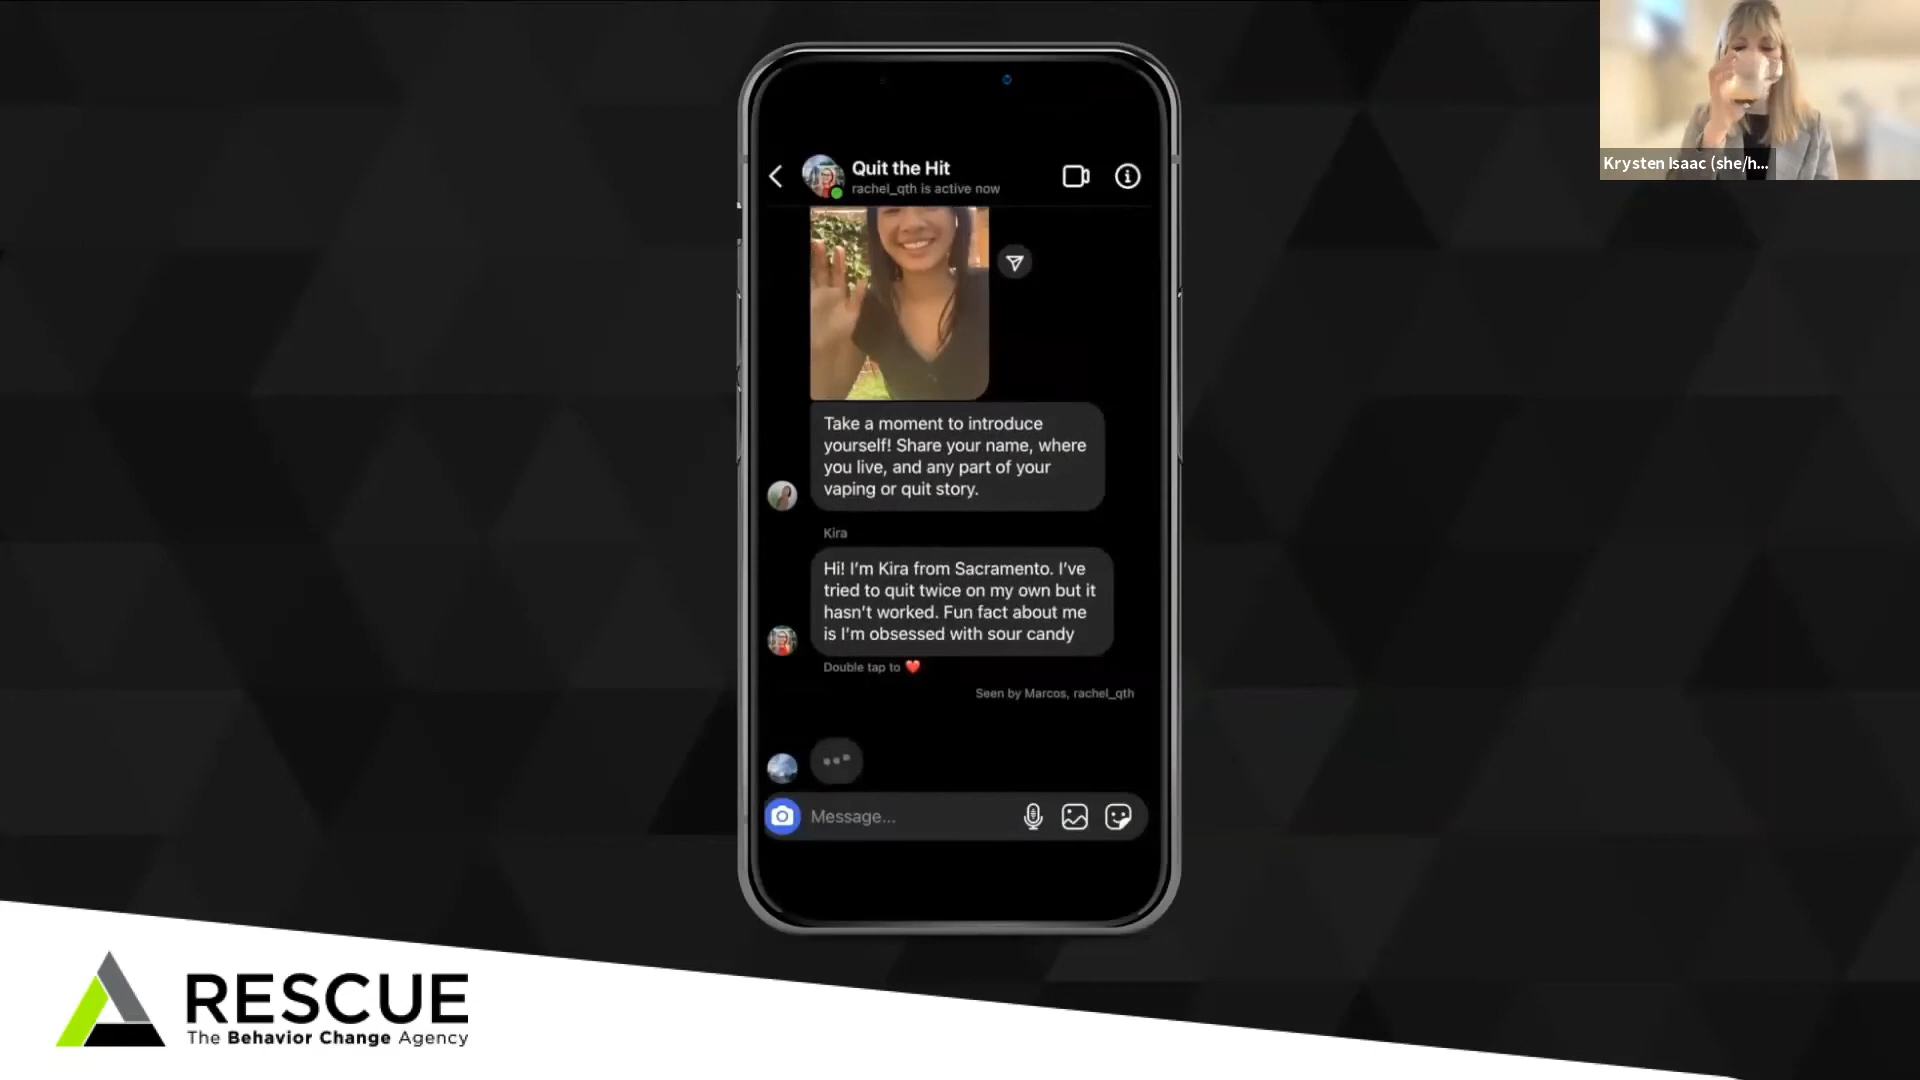 Krysten Isaac (she/h...
Quit the Hit
rachel_qth is active now
Take a moment to introduce
yourself! Share your name, where
you live, and any part of your
vaping or quit story.
Kira
Hi! I’m Kira from Sacramento. I’ve
tried to quit twice on my own but it
hasn’t worked. Fun fact about me
is I’m obsessed with sour candy
Double tap to ❤️
Seen by Marcos, rachel_qth
Message...
RESCUE
The Behavior Change Agency